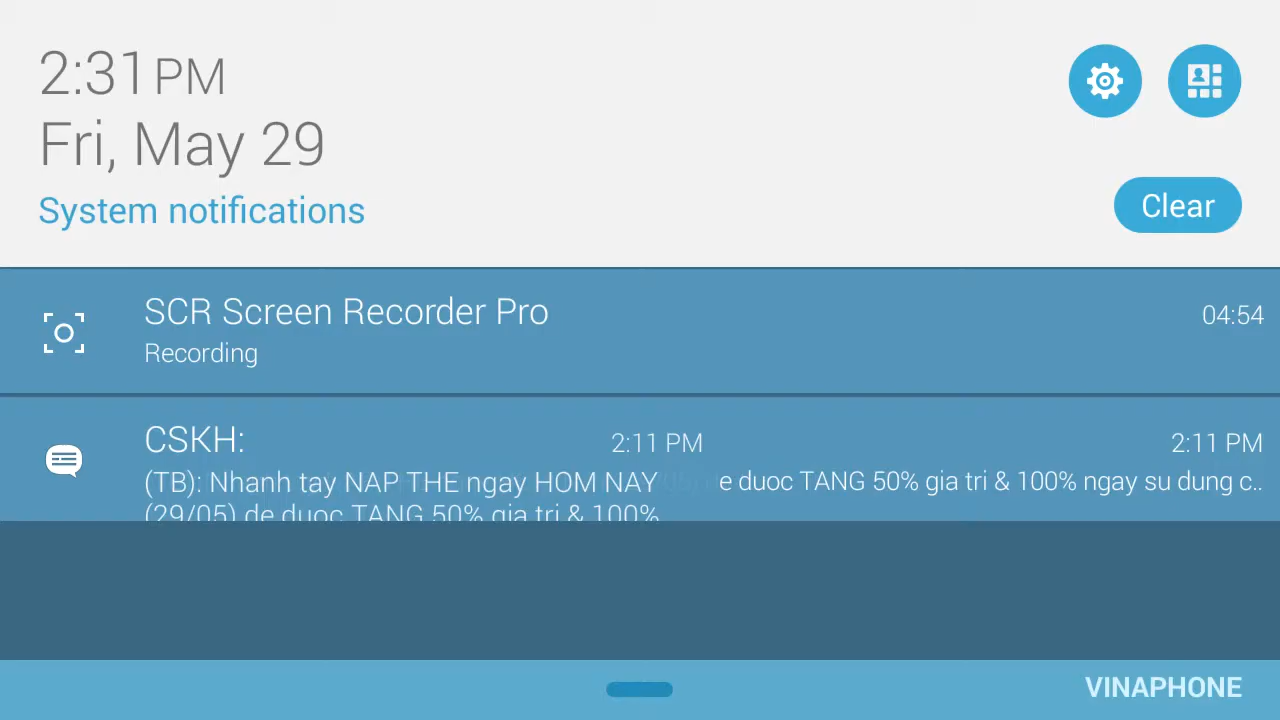 2:31 PM
Fri, May 29
System notifications
Clear
SCR Screen Recorder Pro
04:54
Recording
CSKH:
2:11 PM
2:11 PM
(TB): Nhanh tay NAP THE ngay HOM NAY
e duoc TANG 50% gia tri & 100% ngay su dung c..
(29/05) de duoc TANG 50% gia tri & 100%
VINAPHONE